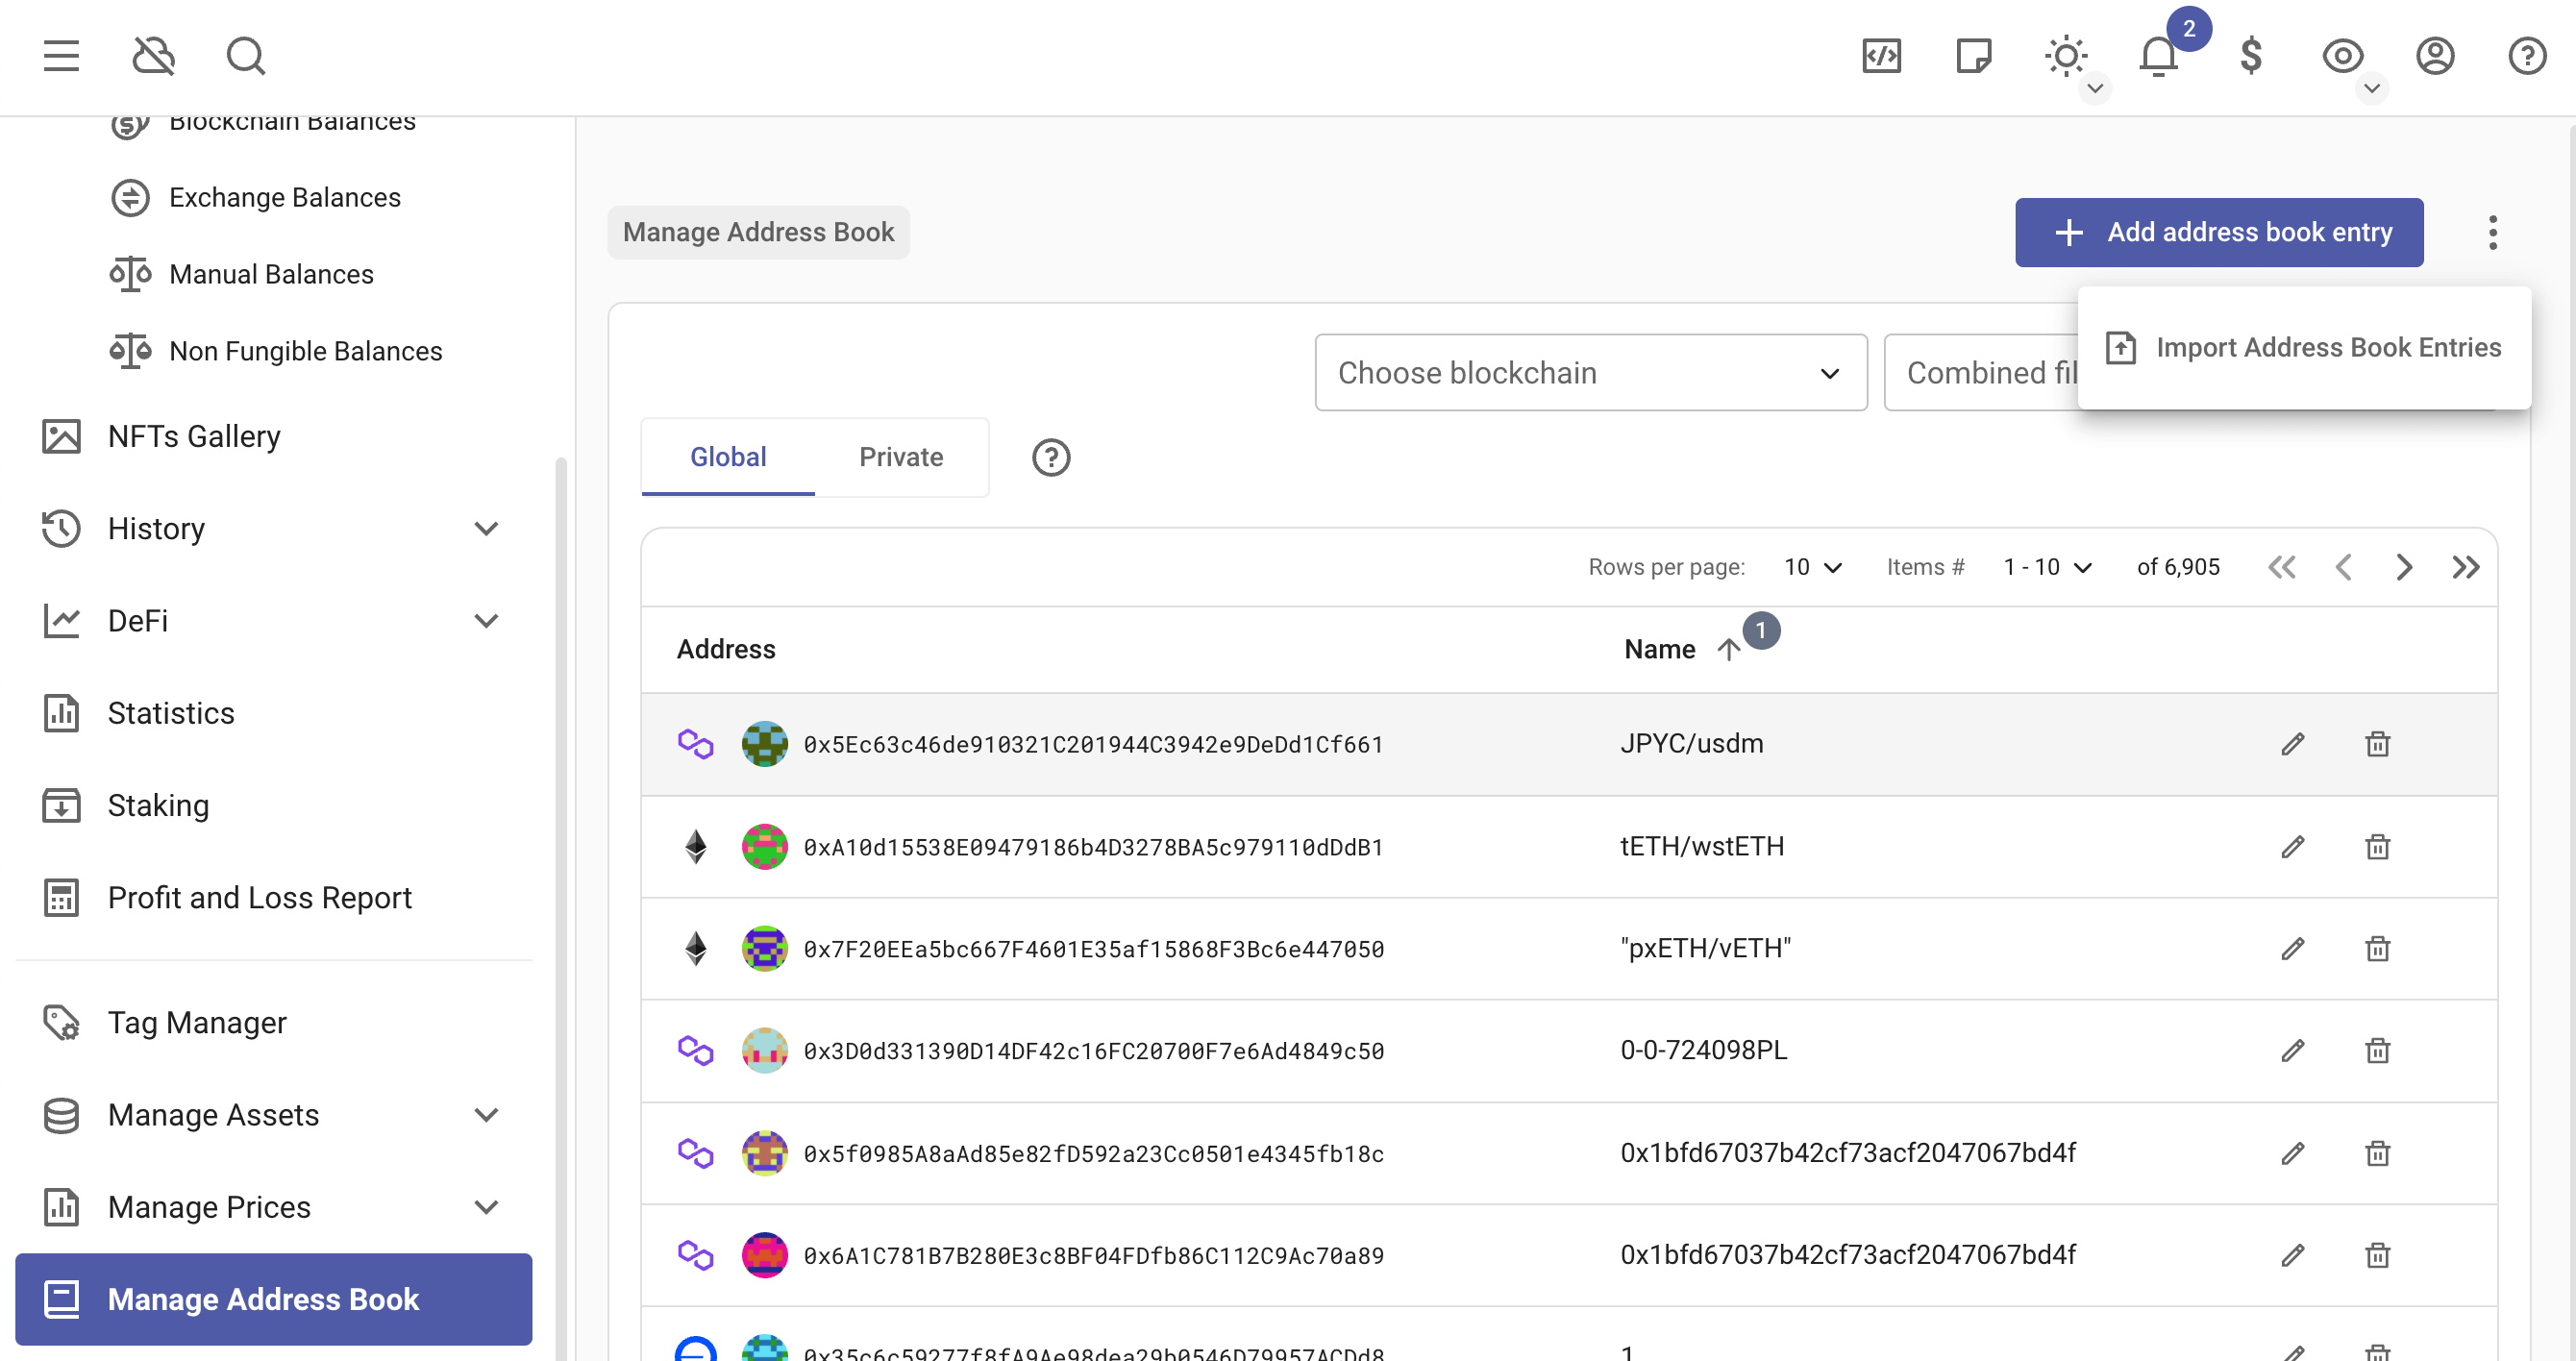 2
Blockchain Balances
Exchange Balances
Manual Balances
Non Fungible Balances
NFTs Gallery
History
DeFi
Statistics
Staking
Profit and Loss Report
Tag Manager
Manage Assets
Manage Prices
Manage Address Book
Manage Address Book
Add address book entry
Import Address Book Entries
Choose blockchain
Combined fil
Global Private
Rows per page: 10 Items # 1 - 10 of 6,905
Address Name 1
0x5Ec63c46de910321C201944C3942e9DeDd1Cf661 JPYC/usdm
0xA10d15538E09479186b4D3278BA5c979110dDdB1 tETH/wstETH
0x7F20EEa5bc667F4601E35af15868F3Bc6e447050 "pxETH/vETH"
0x3D0d331390D14DF42c16FC20700F7e6Ad4849c50 0-0-724098PL
0x5f0985A8aAd85e82fD592a23Cc0501e4345fb18c 0x1bfd67037b42cf73acf2047067bd4f
0x6A1C781B7B280E3c8BF04FDfb86C112C9Ac70a89 0x1bfd67037b42cf73acf2047067bd4f
0x35c6c59277f8fA9Ae98dea29b0546D79957ACDd8 1